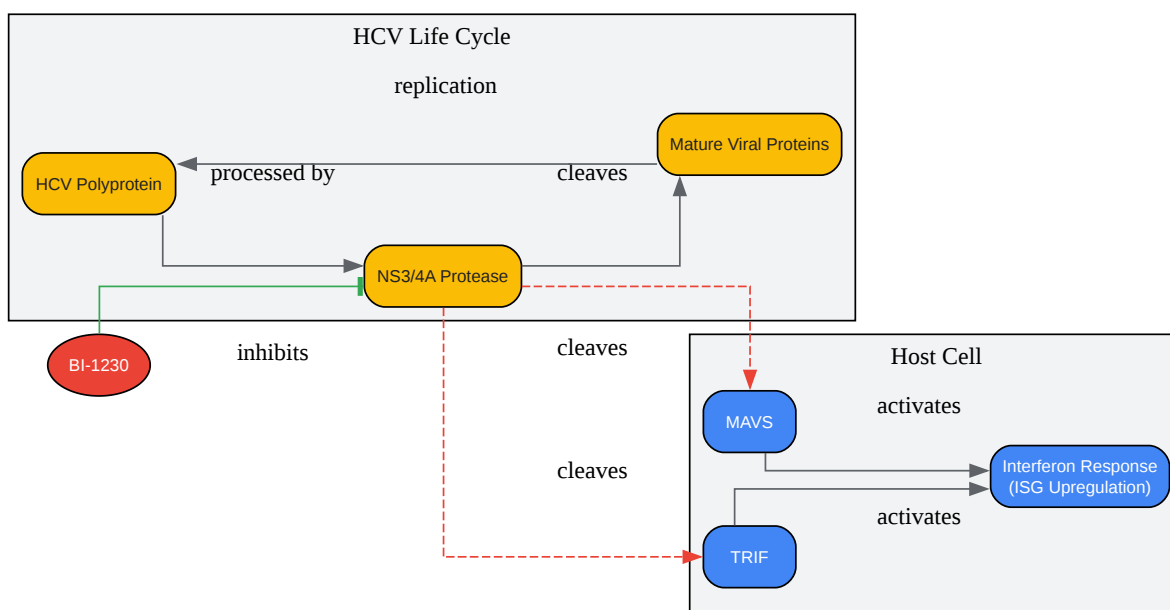 HCV Life Cycle
replication
Mature Viral Proteins
processed by
cleaves
HCV Polyprotein
NS3/4A Protease
BI-1230
inhibits
cleaves
Host Cell
activates
MAVS
cleaves
Interferon Response
(ISG Upregulation)
activates
TRIF